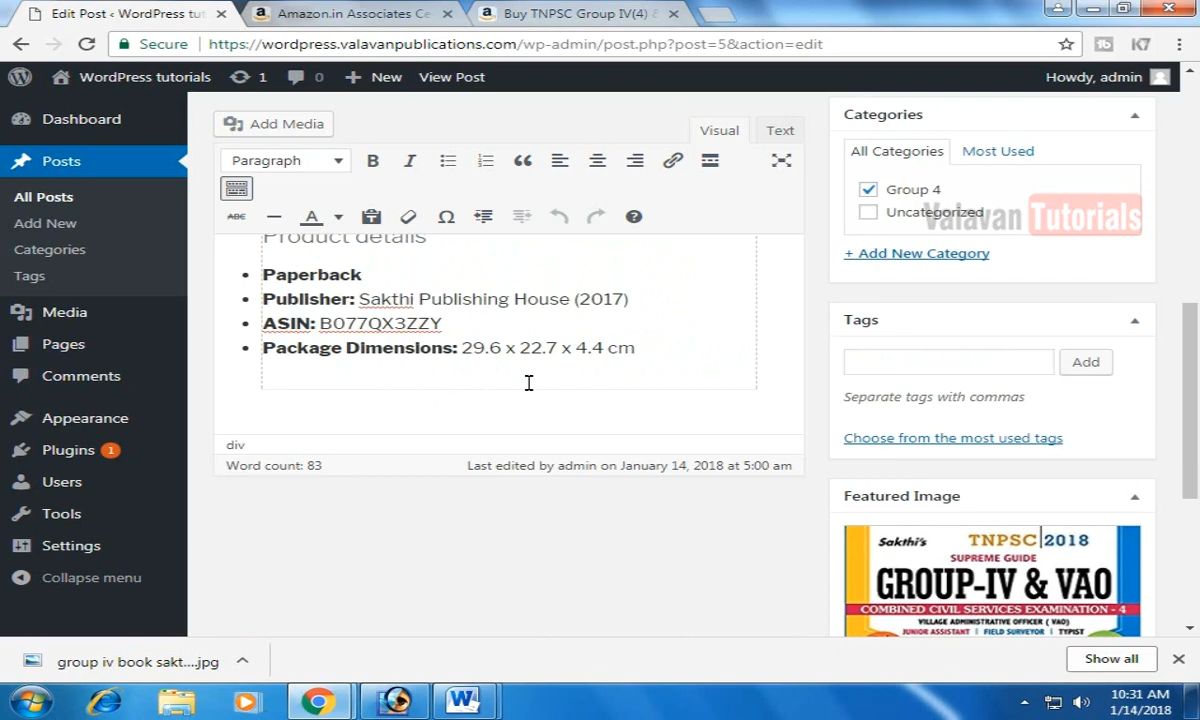 Edit Post ‹ WordPress tut
Amazon.in Associates Ce
Buy TNPSC Group IV(4)
Secure
https://wordpress.valavanpublications.com/wp-admin/post.php?post=5&action=edit
WordPress tutorials
1
0
New
View Post
Howdy, admin
Dashboard
Posts
All Posts
Add New
Categories
Tags
Media
Pages
Comments
Appearance
Plugins 1
Users
Tools
Settings
Collapse menu
Add Media
Visual
Text
Paragraph
B
I
ABC
A
Ω
Product details
Paperback
Publisher: Sakthi Publishing House (2017)
ASIN: B077QX3ZZY
Package Dimensions: 29.6 x 22.7 x 4.4 cm
div
Word count: 83
Last edited by admin on January 14, 2018 at 5:00 am
Categories
All Categories
Most Used
Group 4
Uncategorized
Valavan Tutorials
+ Add New Category
Tags
Add
Separate tags with commas
Choose from the most used tags
Featured Image
Sakthi's
TNPSC 2018
SUPREME GUIDE
GROUP-IV & VAO
COMBINED CIVIL SERVICES EXAMINATION - 4
VILLAGE ADMINISTRATIVE OFFICER ( VAO)
JUNIOR ASSISTANT | FIELD SURVEYOR | TYPIST
group iv book sakt....jpg
Show all
10:31 AM
1/14/2018